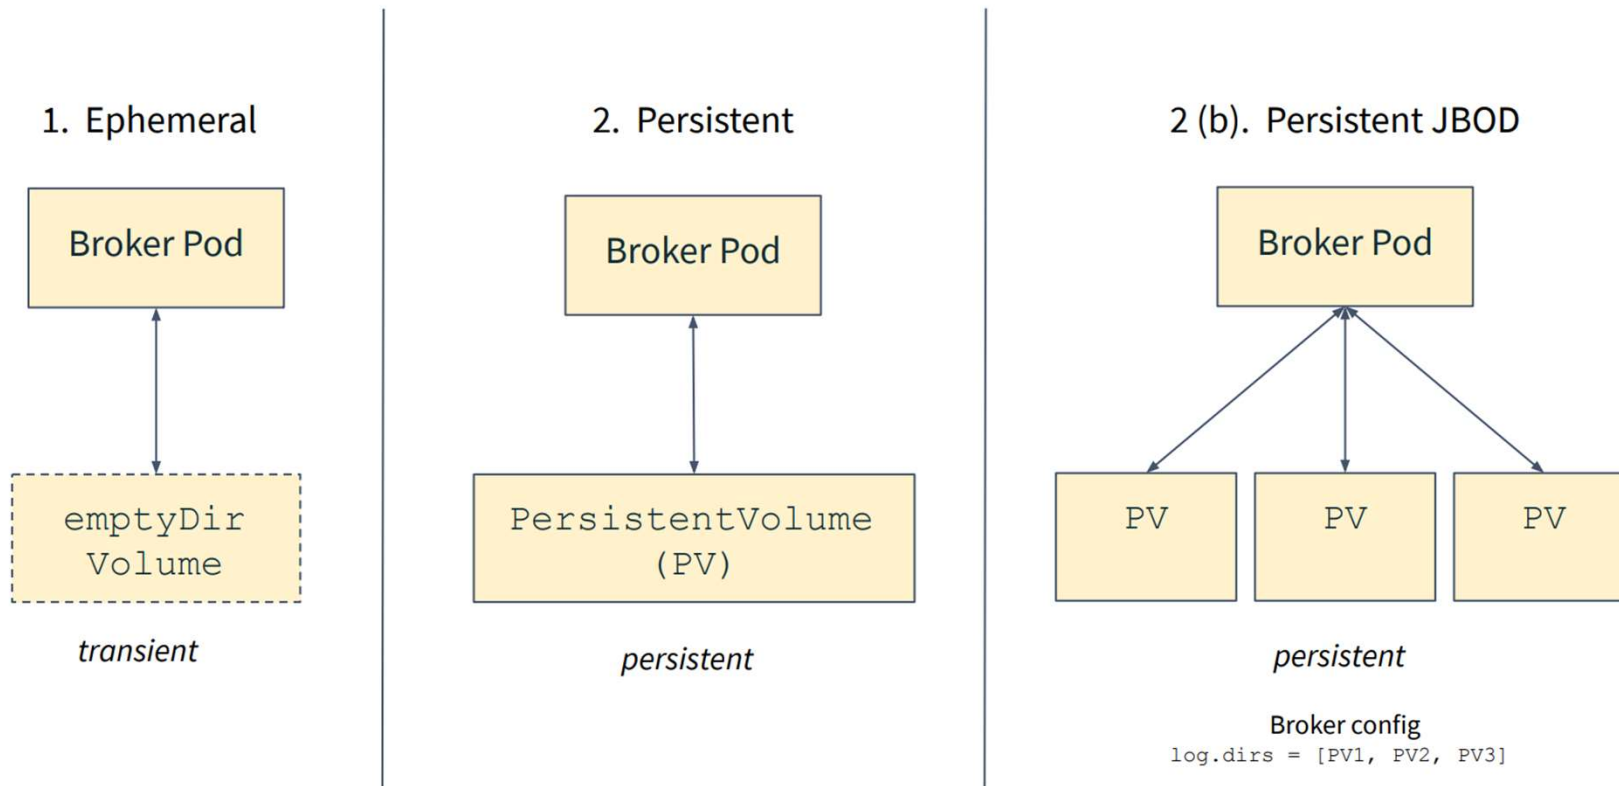 1. Ephemeral
Broker Pod
emptyDir
Volume
transient
2. Persistent
Broker Pod
PersistentVolume
(PV)
persistent
2 (b). Persistent JBOD
Broker Pod
PV PV PV
persistent
Broker config
log.dirs = [PV1, PV2, PV3]